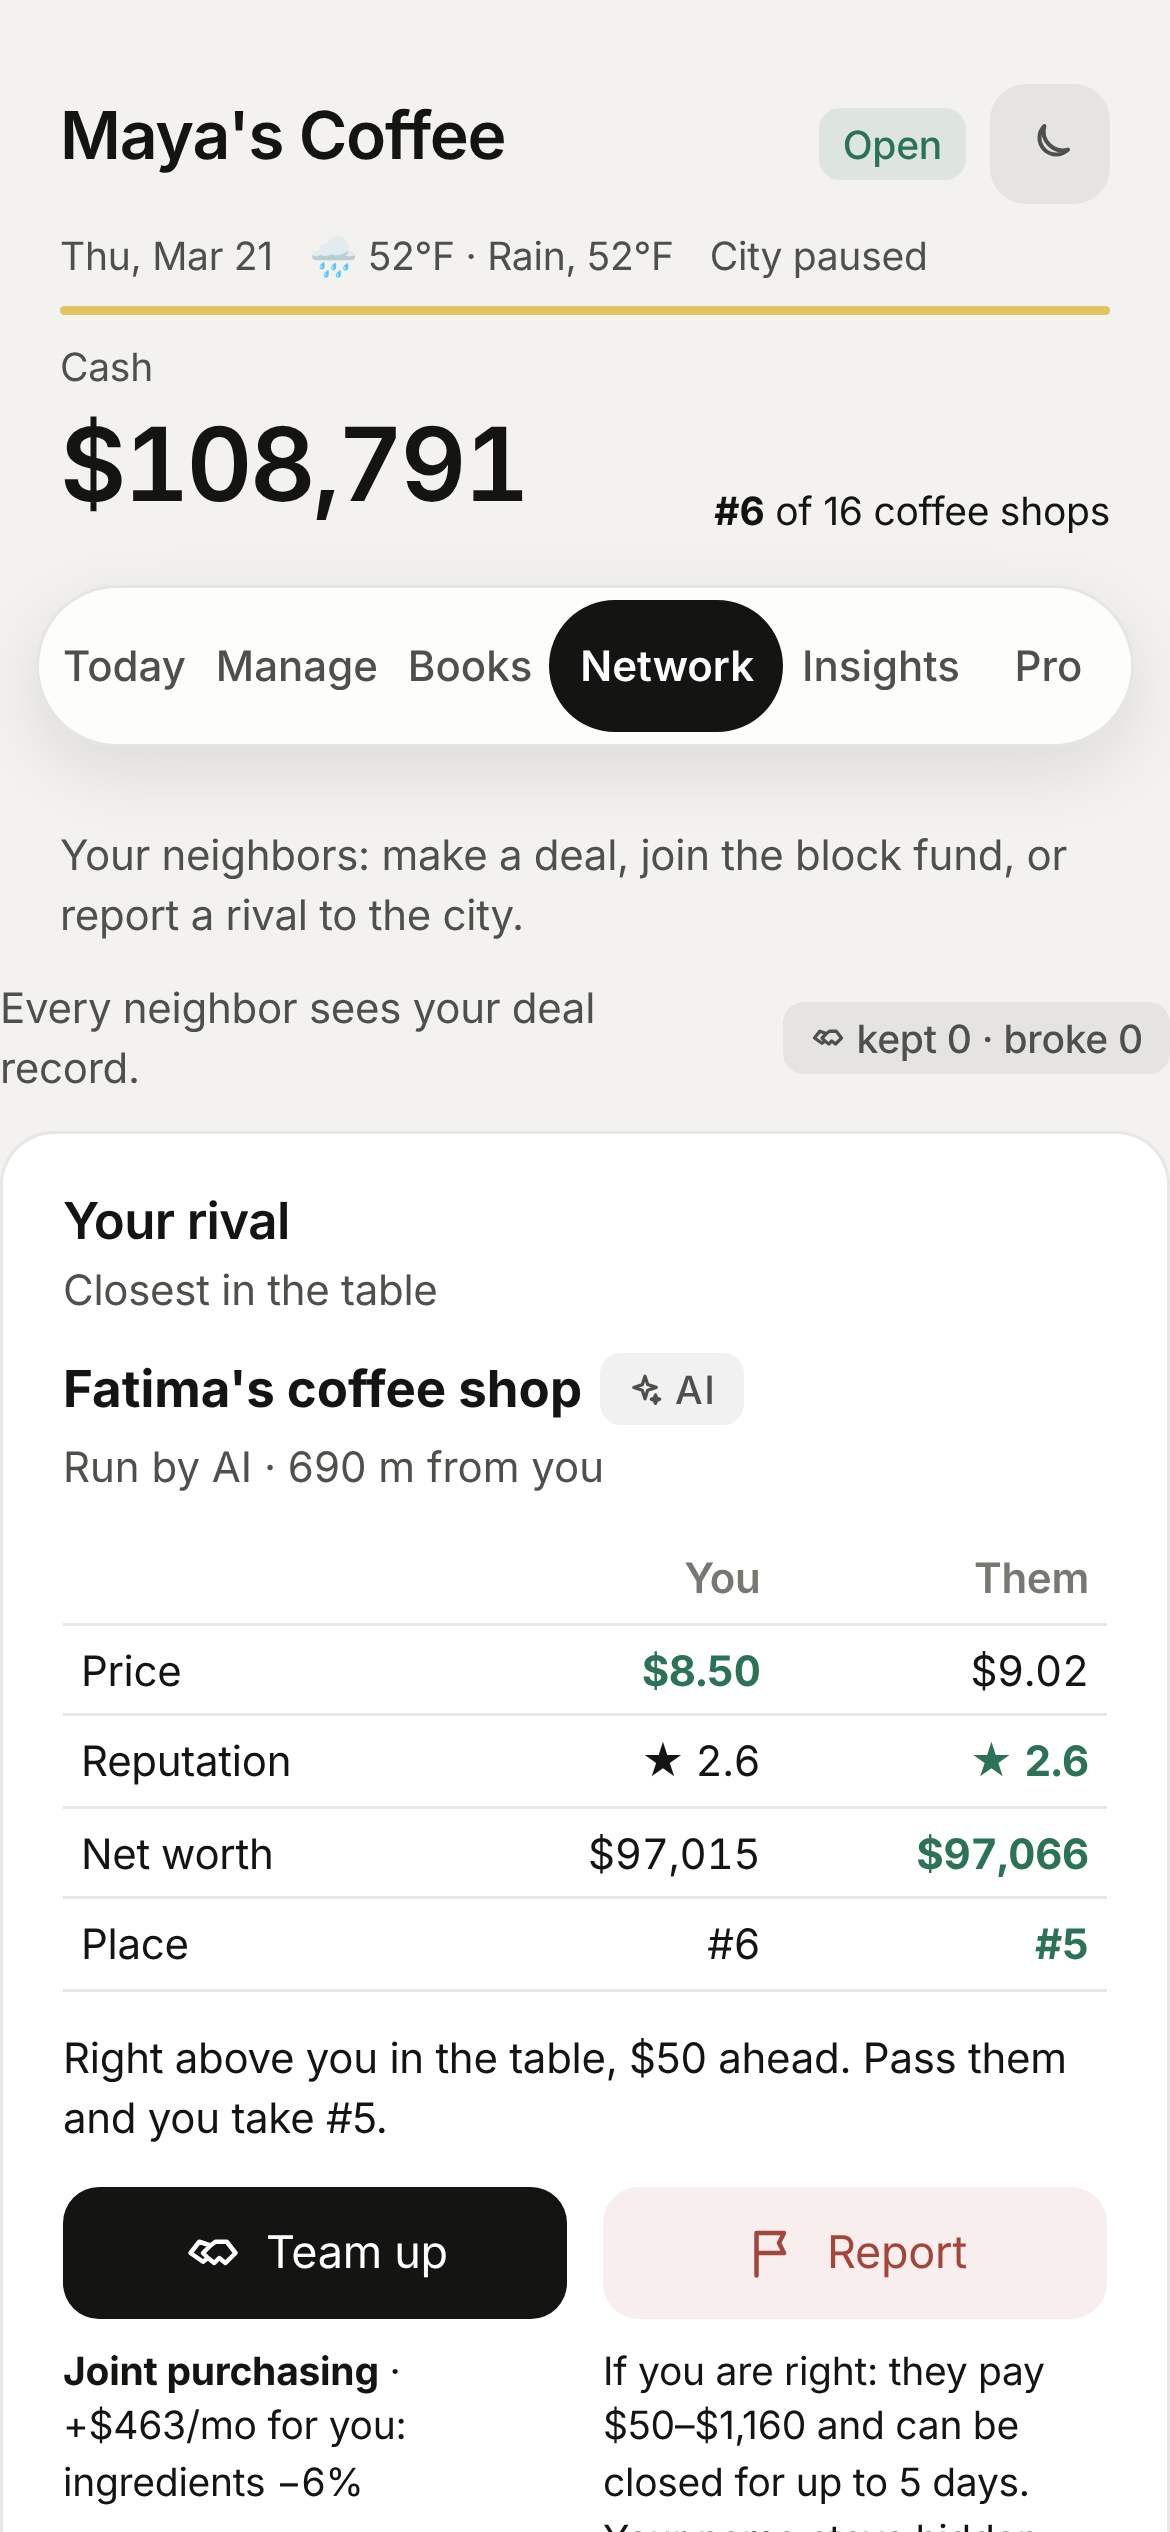 Maya's Coffee
Open
Thu, Mar 21 52°F · Rain, 52°F City paused
Cash
$108,791
#6 of 16 coffee shops
Today Manage Books Network Insights Pro
Your neighbors: make a deal, join the block fund, or
report a rival to the city.
Every neighbor sees your deal
record.
kept 0 · broke 0
Your rival
Closest in the table
Fatima's coffee shop AI
Run by AI · 690 m from you
You Them
Price $8.50 $9.02
Reputation ★ 2.6 ★ 2.6
Net worth $97,015 $97,066
Place #6 #5
Right above you in the table, $50 ahead. Pass them
and you take #5.
Team up
Report
Joint purchasing ·
+$463/mo for you:
ingredients −6%
If you are right: they pay
$50–$1,160 and can be
closed for up to 5 days.